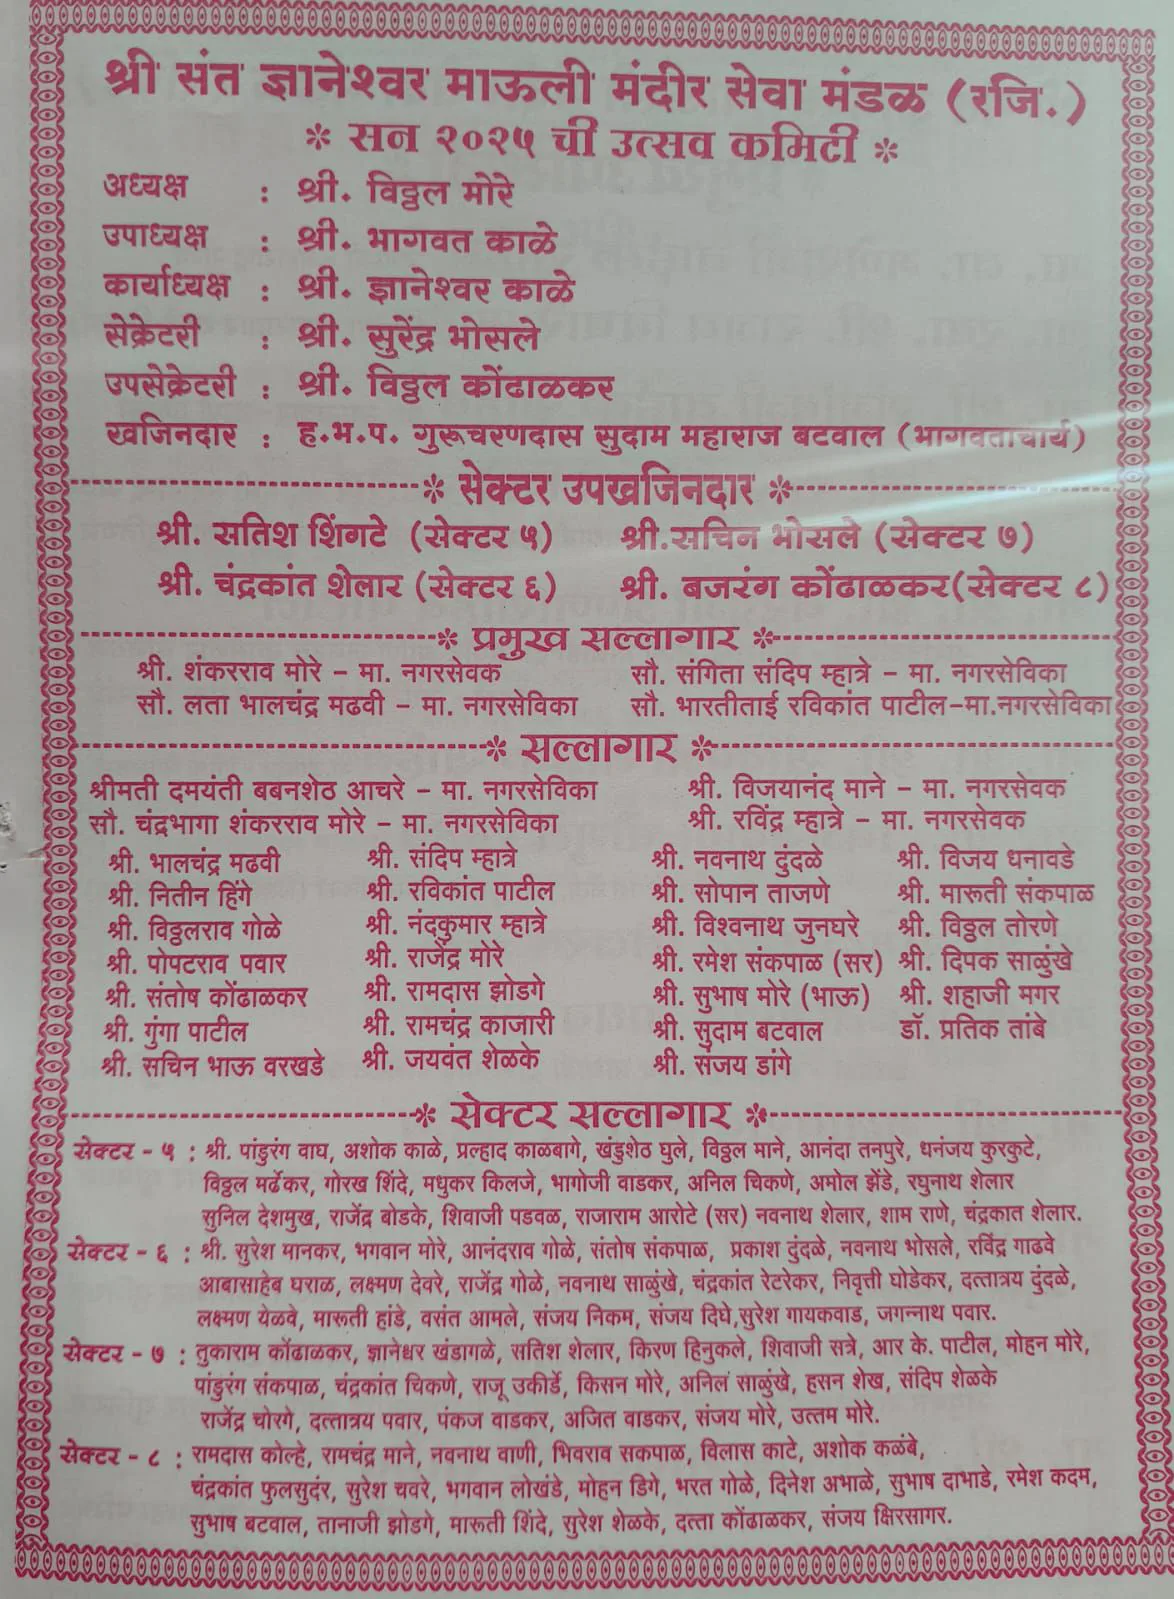 श्री संत ज्ञानेश्वर माऊली मंदीर सेवा मंडळ (रजि.)
* सन २०२५ ची उत्सव कमिटी *
अध्यक्ष : श्री. विठ्ठल मोरे
उपाध्यक्ष : श्री. भागवत काळे
कार्याध्यक्ष : श्री. ज्ञानेश्वर काळे
सेक्रेटरी : श्री. सुरेंद्र भोसले
उपसेक्रेटरी : श्री. विठ्ठल कोंढाळकर
खजिनदार : ह.भ.प. गुरूचरणदास सुदाम महाराज बटवाल (भागवताचार्य)
* सेक्टर उपखजिनदार *
श्री. सतिश शिंगटे (सेक्टर ५) श्री.सचिन भोसले (सेक्टर ७)
श्री. चंद्रकांत शेलार (सेक्टर ६) श्री. बजरंग कोंढाळकर(सेक्टर ८)
* प्रमुख सल्लागार *
श्री. शंकरराव मोरे - मा. नगरसेवक सौ. संगिता संदिप म्हात्रे - मा. नगरसेविका
सौ. लता भालचंद्र मढवी - मा. नगरसेविका सौ. भारतीताई रविकांत पाटील-मा.नगरसेविका
* सल्लागार *
श्रीमती दमयंती बबनशेठ आचरे - मा. नगरसेविका श्री. विजयानंद माने - मा. नगरसेवक
सौ. चंद्रभागा शंकरराव मोरे - मा. नगरसेविका श्री. रविंद्र म्हात्रे - मा. नगरसेवक
श्री. भालचंद्र मढवी श्री. संदिप म्हात्रे श्री. नवनाथ दुंदळे श्री. विजय धनावडे
श्री. नितीन हिंगे श्री. रविकांत पाटील श्री. सोपान ताजणे श्री. मारूती संकपाळ
श्री. विठ्ठलराव गोळे श्री. नंदकुमार म्हात्रे श्री. विश्वनाथ जुनघरे श्री. विठ्ठल तोरणे
श्री. पोपटराव पवार श्री. राजेंद्र मोरे श्री. रमेश संकपाळ (सर) श्री. दिपक साळुंखे
श्री. संतोष कोंढाळकर श्री. रामदास झोडगे श्री. सुभाष मोरे (भाऊ) श्री. शहाजी मगर
श्री. गुंगा पाटील श्री. रामचंद्र काजारी श्री. सुदाम बटवाल डॉ. प्रतिक तांबे
श्री. सचिन भाऊ वरखडे श्री. जयवंत शेळके श्री. संजय डांगे
* सेक्टर सल्लागार *
सेक्टर - ५ : श्री. पांडुरंग वाघ, अशोक काळे, प्रल्हाद काळबागे, खंडुशेठ घुले, विठ्ठल माने, आनंदा तनपुरे, धनंजय कुरकुटे,
विठ्ठल मर्ढेकर, गोरख शिंदे, मधुकर किलजे, भागोजी वाडकर, अनिल चिकणे, अमोल झेंडे, रघुनाथ शेलार
सुनिल देशमुख, राजेंद्र बोडके, शिवाजी पडवळ, राजाराम आरोटे (सर) नवनाथ शेलार, शाम राणे, चंद्रकात शेलार.
सेक्टर - ६ : श्री. सुरेश मानकर, भगवान मोरे, आनंदराव गोळे, संतोष संकपाळ, प्रकाश दुंदळे, नवनाथ भोसले, रविंद्र गाढवे
आबासाहेब घराळ, लक्ष्मण देवरे, राजेंद्र गोळे, नवनाथ साळुंखे, चंद्रकांत रेटरेकर, निवृत्ती घोडेकर, दत्तात्रय दुंदळे,
लक्ष्मण येळवे, मारूती हांडे, वसंत आमले, संजय निकम, संजय दिघे,सुरेश गायकवाड, जगन्नाथ पवार.
सेक्टर - ७ : तुकाराम कोंढाळकर, ज्ञानेश्वर खंडागळे, सतिश शेलार, किरण हिनुकले, शिवाजी सत्रे, आर के. पाटील, मोहन मोरे,
पांडुरंग संकपाळ, चंद्रकांत चिकणे, राजू उकीर्डे, किसन मोरे, अनिल साळुंखे, हसन शेख, संदिप शेळके
राजेंद्र चोरगे, दत्तात्रय पवार, पंकज वाडकर, अजित वाडकर, संजय मोरे, उत्तम मोरे.
सेक्टर - ८ : रामदास कोल्हे, रामचंद्र माने, नवनाथ वाणी, भिवराव सकपाळ, विलास काटे, अशोक कळंबे,
चंद्रकांत फुलसुदंर, सुरेश चवरे, भगवान लोखंडे, मोहन डिगे, भरत गोळे, दिनेश अभाळे, सुभाष दाभाडे, रमेश कदम,
सुभाष बटवाल, तानाजी झोडगे, मारूती शिंदे, सुरेश शेळके, दत्ता कोंढाळकर, संजय क्षिरसागर.